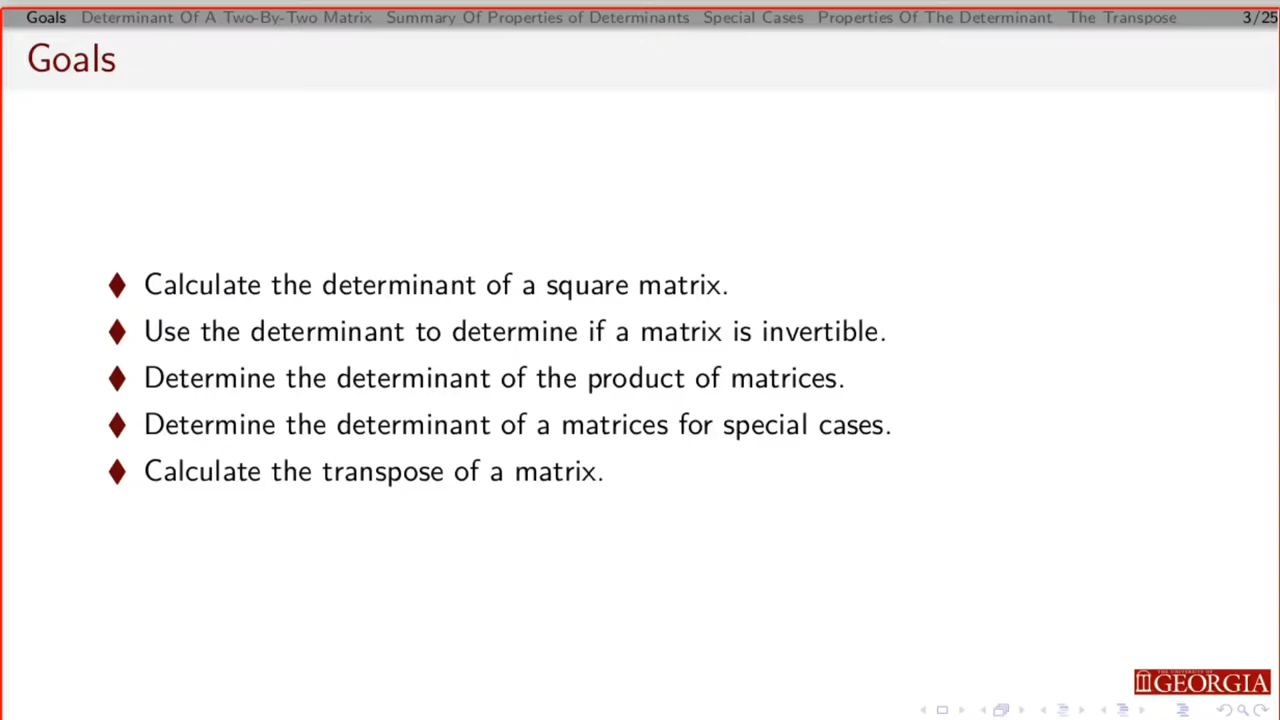 Goals Determinant Of A Two-By-Two Matrix Summary Of Properties of Determinants Special Cases Properties Of The Determinant The Transpose 3/25
Goals
Calculate the determinant of a square matrix.
Use the determinant to determine if a matrix is invertible.
Determine the determinant of the product of matrices.
Determine the determinant of a matrices for special cases.
Calculate the transpose of a matrix.
THE UNIVERSITY OF
GEORGIA